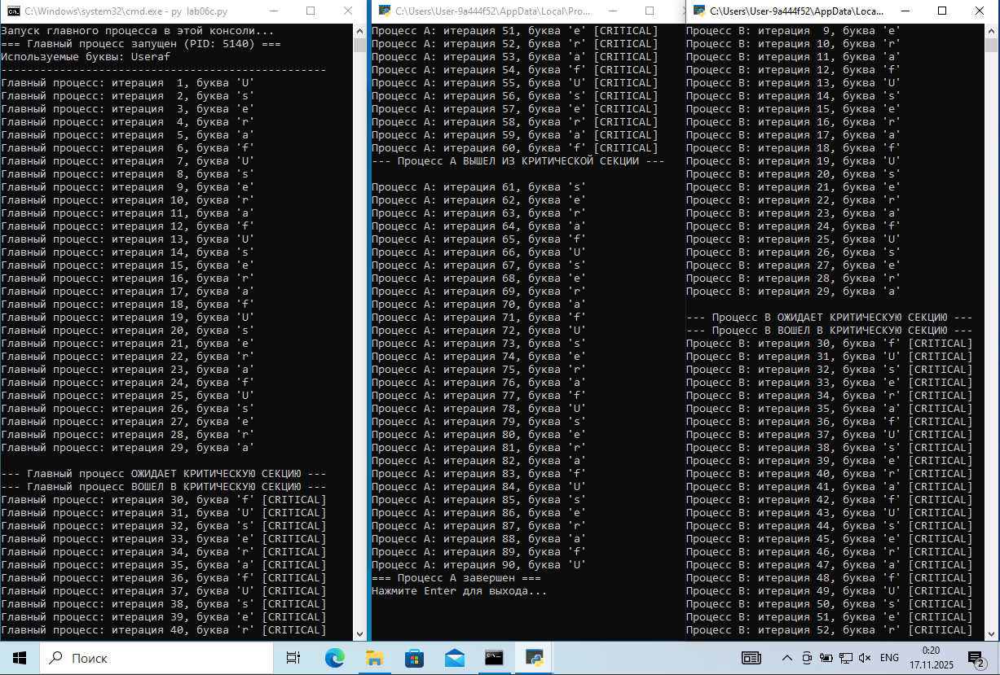 C:\Windows\system32\cmd.exe - py lab06c.py
Запуск главного процесса в этой консоли...
=== Главный процесс запущен (PID: 5140) ===
Используемые буквы: Useraf
--------------------------------------------------
Главный процесс: итерация  1, буква 'U'
Главный процесс: итерация  2, буква 's'
Главный процесс: итерация  3, буква 'e'
Главный процесс: итерация  4, буква 'r'
Главный процесс: итерация  5, буква 'a'
Главный процесс: итерация  6, буква 'f'
Главный процесс: итерация  7, буква 'U'
Главный процесс: итерация  8, буква 's'
Главный процесс: итерация  9, буква 'e'
Главный процесс: итерация 10, буква 'r'
Главный процесс: итерация 11, буква 'a'
Главный процесс: итерация 12, буква 'f'
Главный процесс: итерация 13, буква 'U'
Главный процесс: итерация 14, буква 's'
Главный процесс: итерация 15, буква 'e'
Главный процесс: итерация 16, буква 'r'
Главный процесс: итерация 17, буква 'a'
Главный процесс: итерация 18, буква 'f'
Главный процесс: итерация 19, буква 'U'
Главный процесс: итерация 20, буква 's'
Главный процесс: итерация 21, буква 'e'
Главный процесс: итерация 22, буква 'r'
Главный процесс: итерация 23, буква 'a'
Главный процесс: итерация 24, буква 'f'
Главный процесс: итерация 25, буква 'U'
Главный процесс: итерация 26, буква 's'
Главный процесс: итерация 27, буква 'e'
Главный процесс: итерация 28, буква 'r'
Главный процесс: итерация 29, буква 'a'
--- Главный процесс ОЖИДАЕТ КРИТИЧЕСКУЮ СЕКЦИЮ ---
--- Главный процесс ВОШЕЛ В КРИТИЧЕСКУЮ СЕКЦИЮ ---
Главный процесс: итерация 30, буква 'f' [CRITICAL]
Главный процесс: итерация 31, буква 'U' [CRITICAL]
Главный процесс: итерация 32, буква 's' [CRITICAL]
Главный процесс: итерация 33, буква 'e' [CRITICAL]
Главный процесс: итерация 34, буква 'r' [CRITICAL]
Главный процесс: итерация 35, буква 'a' [CRITICAL]
Главный процесс: итерация 36, буква 'f' [CRITICAL]
Главный процесс: итерация 37, буква 'U' [CRITICAL]
Главный процесс: итерация 38, буква 's' [CRITICAL]
Главный процесс: итерация 39, буква 'e' [CRITICAL]
Главный процесс: итерация 40, буква 'r' [CRITICAL]
C:\Users\User-9a444f52\AppData\Local\Pro...
Процесс A: итерация 51, буква 'e' [CRITICAL]
Процесс A: итерация 52, буква 'r' [CRITICAL]
Процесс A: итерация 53, буква 'a' [CRITICAL]
Процесс A: итерация 54, буква 'f' [CRITICAL]
Процесс A: итерация 55, буква 'U' [CRITICAL]
Процесс A: итерация 56, буква 's' [CRITICAL]
Процесс A: итерация 57, буква 'e' [CRITICAL]
Процесс A: итерация 58, буква 'r' [CRITICAL]
Процесс A: итерация 59, буква 'a' [CRITICAL]
Процесс A: итерация 60, буква 'f' [CRITICAL]
--- Процесс A ВЫШЕЛ ИЗ КРИТИЧЕСКОЙ СЕКЦИИ ---
Процесс A: итерация 61, буква 's'
Процесс A: итерация 62, буква 'e'
Процесс A: итерация 63, буква 'r'
Процесс A: итерация 64, буква 'a'
Процесс A: итерация 65, буква 'f'
Процесс A: итерация 66, буква 'U'
Процесс A: итерация 67, буква 's'
Процесс A: итерация 68, буква 'e'
Процесс A: итерация 69, буква 'r'
Процесс A: итерация 70, буква 'a'
Процесс A: итерация 71, буква 'f'
Процесс A: итерация 72, буква 'U'
Процесс A: итерация 73, буква 's'
Процесс A: итерация 74, буква 'e'
Процесс A: итерация 75, буква 'r'
Процесс A: итерация 76, буква 'a'
Процесс A: итерация 77, буква 'f'
Процесс A: итерация 78, буква 'U'
Процесс A: итерация 79, буква 's'
Процесс A: итерация 80, буква 'e'
Процесс A: итерация 81, буква 'r'
Процесс A: итерация 82, буква 'a'
Процесс A: итерация 83, буква 'f'
Процесс A: итерация 84, буква 'U'
Процесс A: итерация 85, буква 's'
Процесс A: итерация 86, буква 'e'
Процесс A: итерация 87, буква 'r'
Процесс A: итерация 88, буква 'a'
Процесс A: итерация 89, буква 'f'
Процесс A: итерация 90, буква 'U'
=== Процесс A завершен ===
Нажмите Enter для выхода...
C:\Users\User-9a444f52\AppData\Loca...
Процесс B: итерация  9, буква 'e'
Процесс B: итерация 10, буква 'r'
Процесс B: итерация 11, буква 'a'
Процесс B: итерация 12, буква 'f'
Процесс B: итерация 13, буква 'U'
Процесс B: итерация 14, буква 's'
Процесс B: итерация 15, буква 'e'
Процесс B: итерация 16, буква 'r'
Процесс B: итерация 17, буква 'a'
Процесс B: итерация 18, буква 'f'
Процесс B: итерация 19, буква 'U'
Процесс B: итерация 20, буква 's'
Процесс B: итерация 21, буква 'e'
Процесс B: итерация 22, буква 'r'
Процесс B: итерация 23, буква 'a'
Процесс B: итерация 24, буква 'f'
Процесс B: итерация 25, буква 'U'
Процесс B: итерация 26, буква 's'
Процесс B: итерация 27, буква 'e'
Процесс B: итерация 28, буква 'r'
Процесс B: итерация 29, буква 'a'
--- Процесс B ОЖИДАЕТ КРИТИЧЕСКУЮ СЕКЦИЮ ---
--- Процесс B ВОШЕЛ В КРИТИЧЕСКУЮ СЕКЦИЮ ---
Процесс B: итерация 30, буква 'f' [CRITICAL]
Процесс B: итерация 31, буква 'U' [CRITICAL]
Процесс B: итерация 32, буква 's' [CRITICAL]
Процесс B: итерация 33, буква 'e' [CRITICAL]
Процесс B: итерация 34, буква 'r' [CRITICAL]
Процесс B: итерация 35, буква 'a' [CRITICAL]
Процесс B: итерация 36, буква 'f' [CRITICAL]
Процесс B: итерация 37, буква 'U' [CRITICAL]
Процесс B: итерация 38, буква 's' [CRITICAL]
Процесс B: итерация 39, буква 'e' [CRITICAL]
Процесс B: итерация 40, буква 'r' [CRITICAL]
Процесс B: итерация 41, буква 'a' [CRITICAL]
Процесс B: итерация 42, буква 'f' [CRITICAL]
Процесс B: итерация 43, буква 'U' [CRITICAL]
Процесс B: итерация 44, буква 's' [CRITICAL]
Процесс B: итерация 45, буква 'e' [CRITICAL]
Процесс B: итерация 46, буква 'r' [CRITICAL]
Процесс B: итерация 47, буква 'a' [CRITICAL]
Процесс B: итерация 48, буква 'f' [CRITICAL]
Процесс B: итерация 49, буква 'U' [CRITICAL]
Процесс B: итерация 50, буква 's' [CRITICAL]
Процесс B: итерация 51, буква 'e' [CRITICAL]
Процесс B: итерация 52, буква 'r' [CRITICAL]
Поиск
ENG
0:20
17.11.2025
2